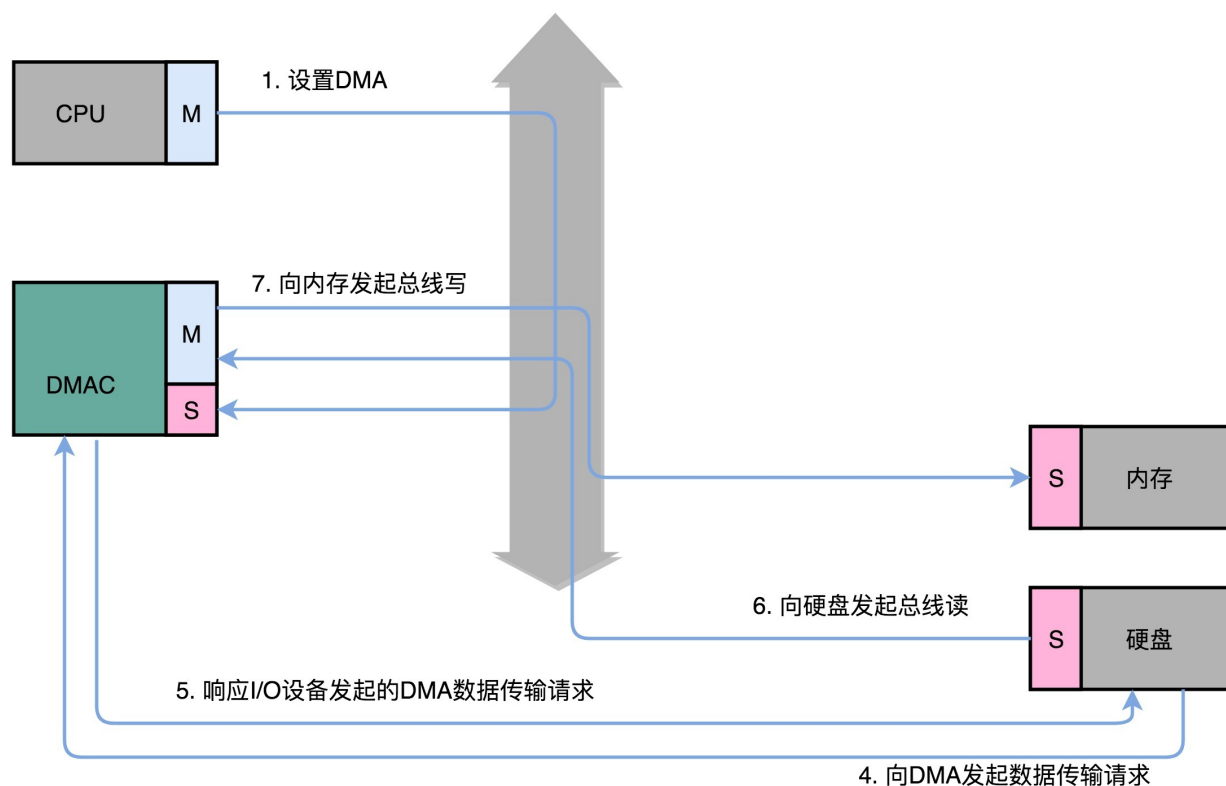 1. 设置DMA
CPU
M
7. 向内存发起总线写
M
DMAC
S
S
内存
6. 向硬盘发起总线读
S
硬盘
5. 响应I/O设备发起的DMA数据传输请求
4. 向DMA发起数据传输请求